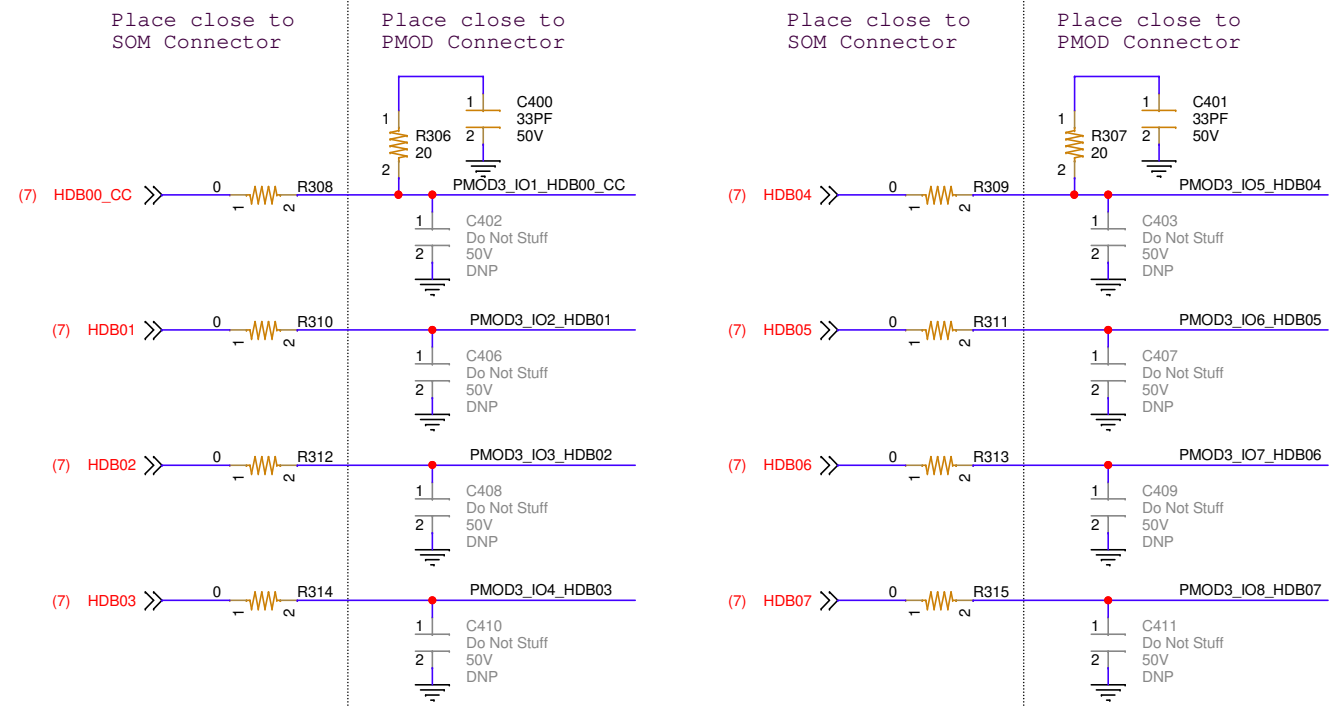 Place close to
SOM Connector
Place close to
PMOD Connector
Place close to
SOM Connector
Place close to
PMOD Connector
1
R306
20
2
1
2
C400
33PF
50V
(7) HDB00_CC
0
R308
1
2
PMOD3_IO1_HDB00_CC
1
2
C402
Do Not Stuff
50V
DNP
(7) HDB01
0
R310
1
2
PMOD3_IO2_HDB01
1
2
C406
Do Not Stuff
50V
DNP
(7) HDB02
0
R312
1
2
PMOD3_IO3_HDB02
1
2
C408
Do Not Stuff
50V
DNP
(7) HDB03
0
R314
1
2
PMOD3_IO4_HDB03
1
2
C410
Do Not Stuff
50V
DNP
1
R307
20
2
1
2
C401
33PF
50V
(7) HDB04
0
R309
1
2
PMOD3_IO5_HDB04
1
2
C403
Do Not Stuff
50V
DNP
(7) HDB05
0
R311
1
2
PMOD3_IO6_HDB05
1
2
C407
Do Not Stuff
50V
DNP
(7) HDB06
0
R313
1
2
PMOD3_IO7_HDB06
1
2
C409
Do Not Stuff
50V
DNP
(7) HDB07
0
R315
1
2
PMOD3_IO8_HDB07
1
2
C411
Do Not Stuff
50V
DNP